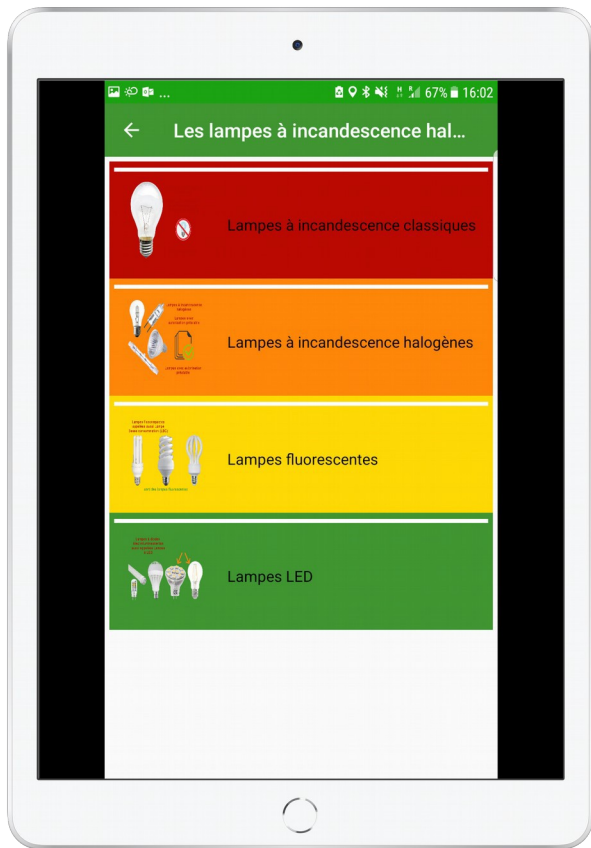 ... 67% 16:02
Les lampes à incandescence hal...
Lampes à incandescence classiques
Lampes à incandescence halogènes
Lampes fluorescentes
Lampes LED